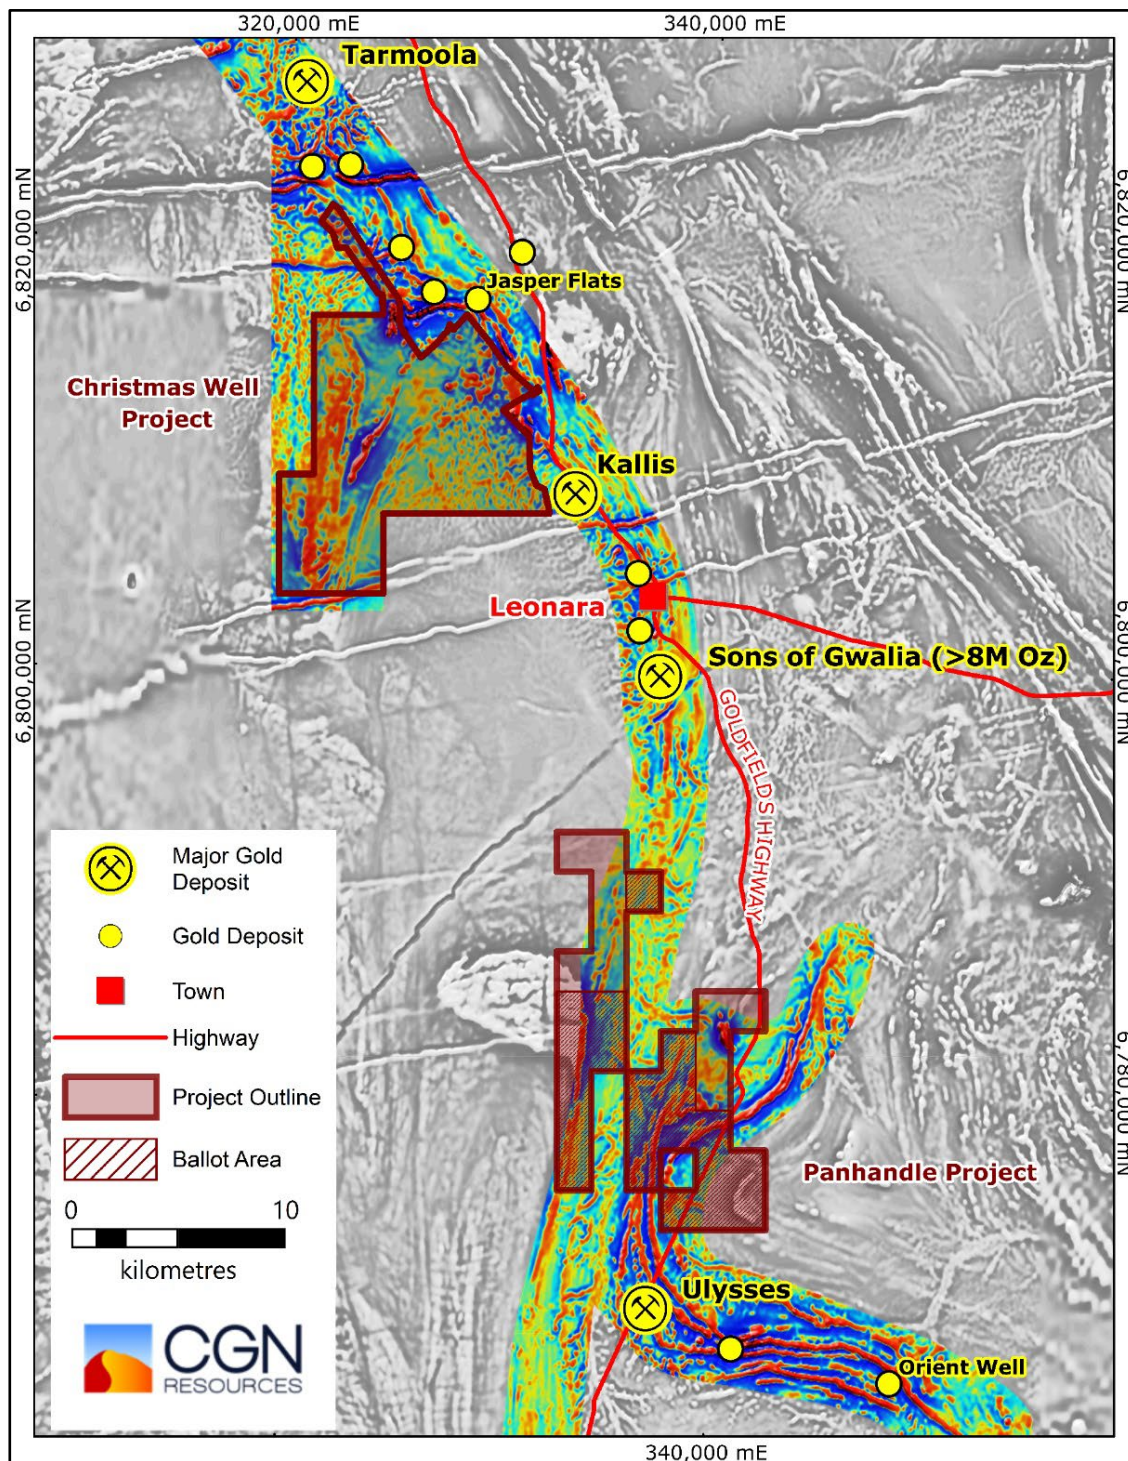 320,000 mE
340,000 mE
Tarmoola
6,820,000 mN
6,820,000 mN
Jasper Flats
Christmas Well
Project
Kallis
Leonara
Sons of Gwalia (>8M Oz)
6,800,000 mN
6,800,000 mN
GOLDFIELDS HIGHWAY
Major Gold
Deposit
Gold Deposit
Town
Highway
Project Outline
Ballot Area
0 10
kilometres
CGN
RESOURCES
6,780,000 mN
Panhandle Project
Ulysses
Orient Well
340,000 mE